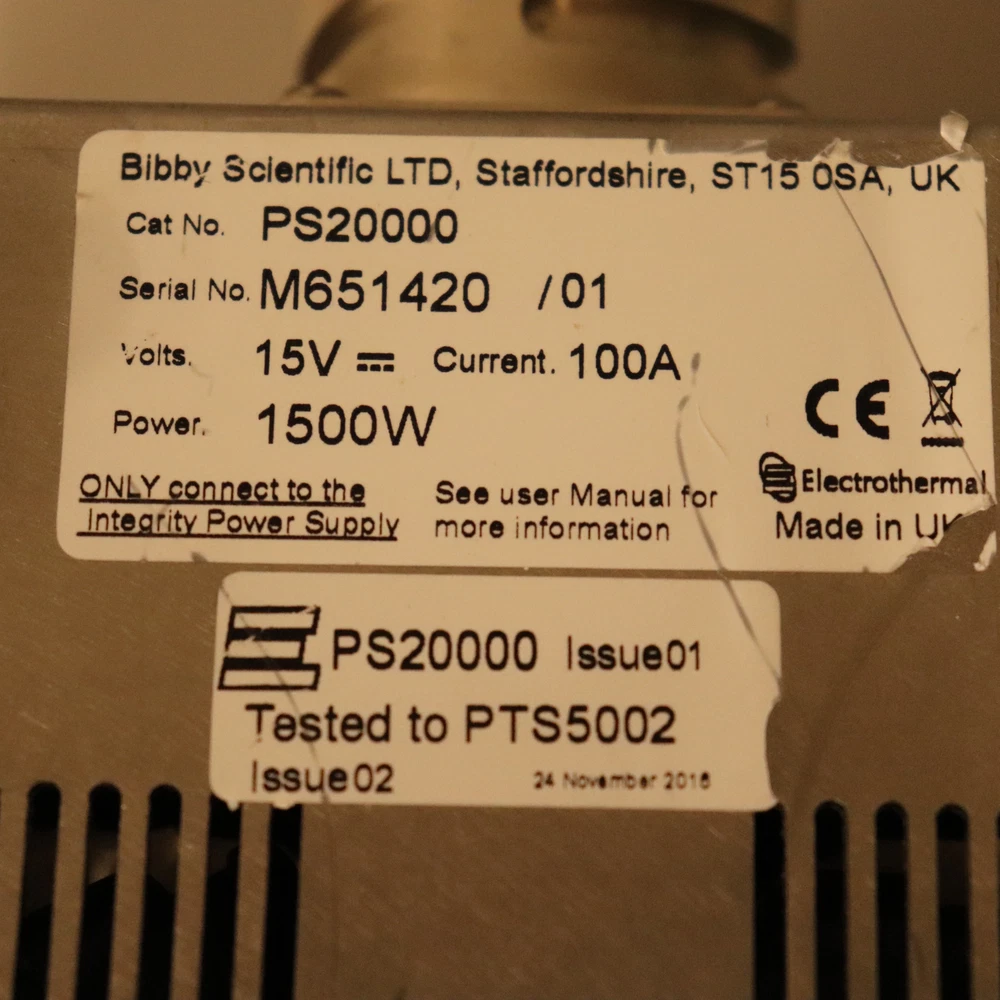 Bibby Scientific LTD, Staffordshire, ST15 0SA, UK
Cat No. PS20000
Serial No. M651420 /01
Volts. 15V Current. 100A
Power. 1500W
CE
ONLY connect to the Integrity Power Supply
See user Manual for more information
Electrothermal
Made in UK
PS20000 Issue01
Tested to PTS5002
Issue02 24 November 2016